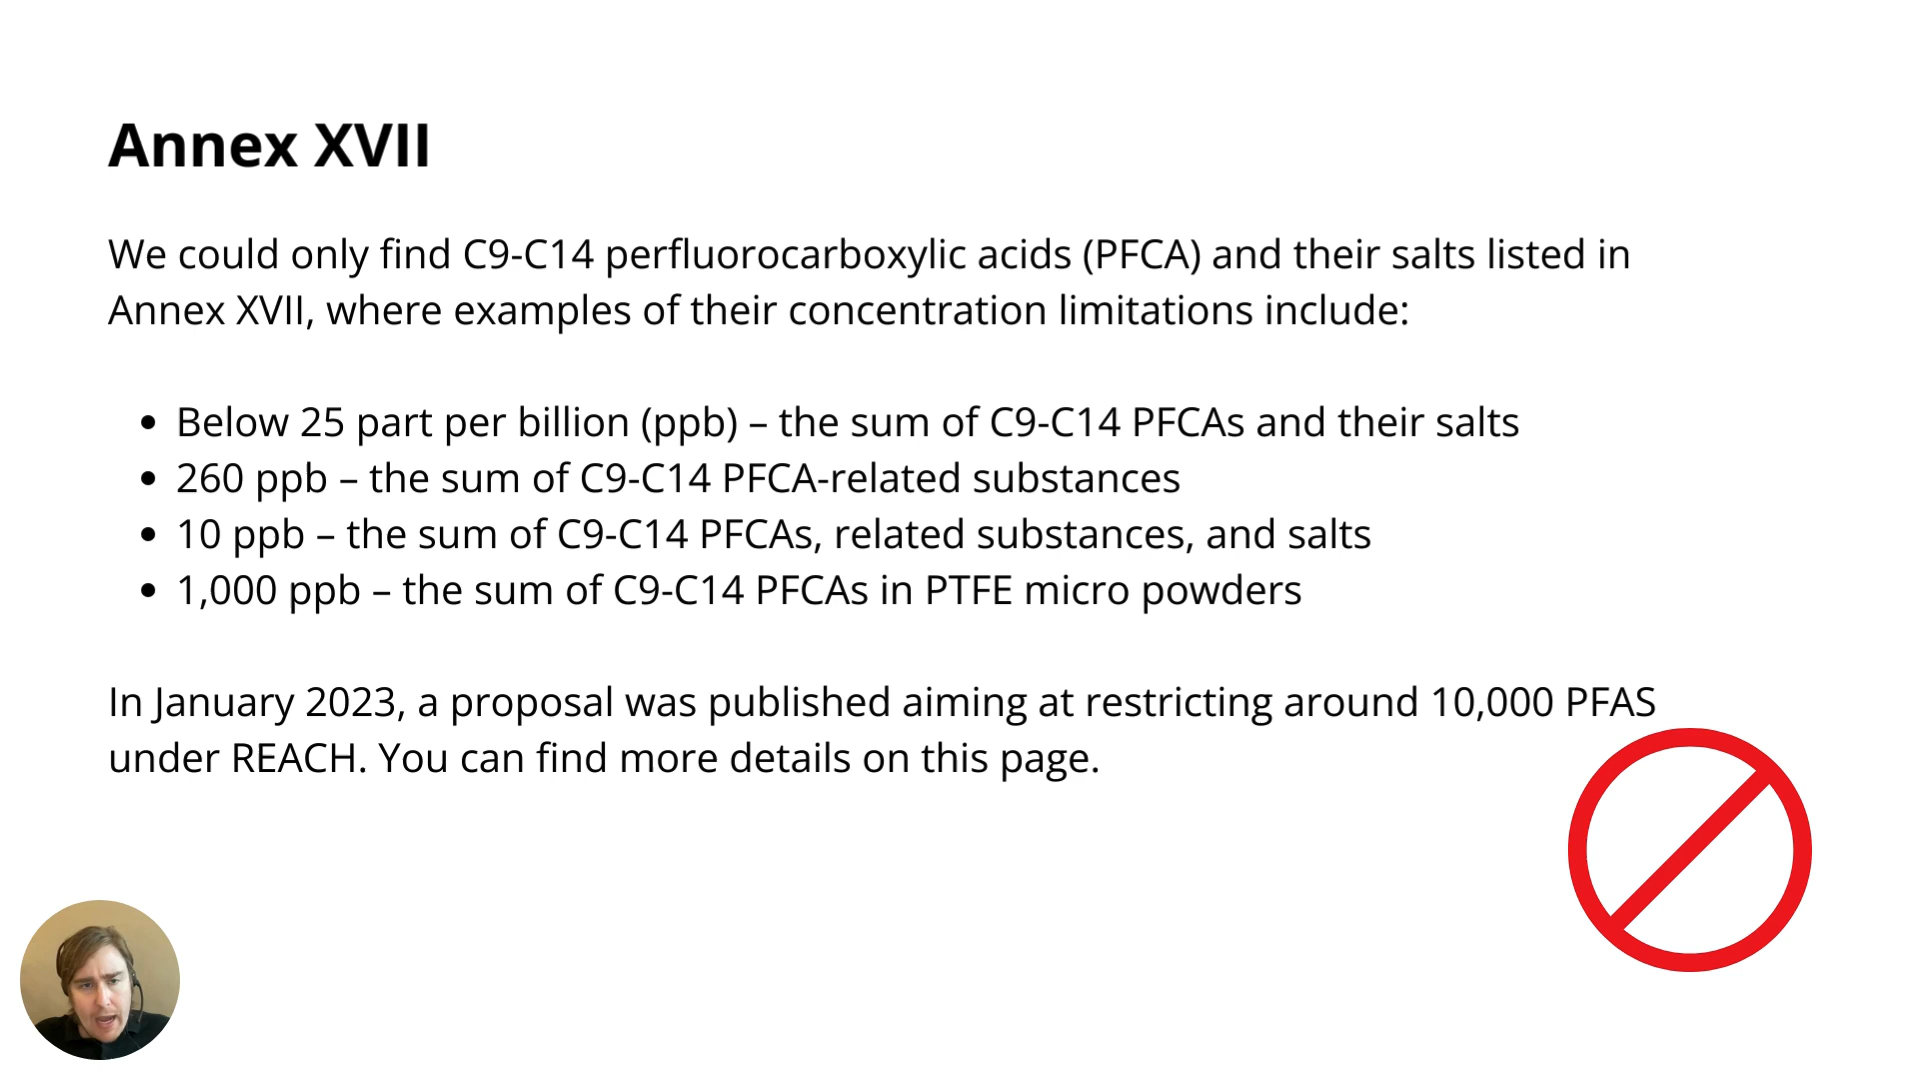 Annex XVII
We could only find C9-C14 perfluorocarboxylic acids (PFCA) and their salts listed in
Annex XVII, where examples of their concentration limitations include:
• Below 25 part per billion (ppb) – the sum of C9-C14 PFCAs and their salts
• 260 ppb – the sum of C9-C14 PFCA-related substances
• 10 ppb – the sum of C9-C14 PFCAs, related substances, and salts
• 1,000 ppb – the sum of C9-C14 PFCAs in PTFE micro powders
In January 2023, a proposal was published aiming at restricting around 10,000 PFAS
under REACH. You can find more details on this page.